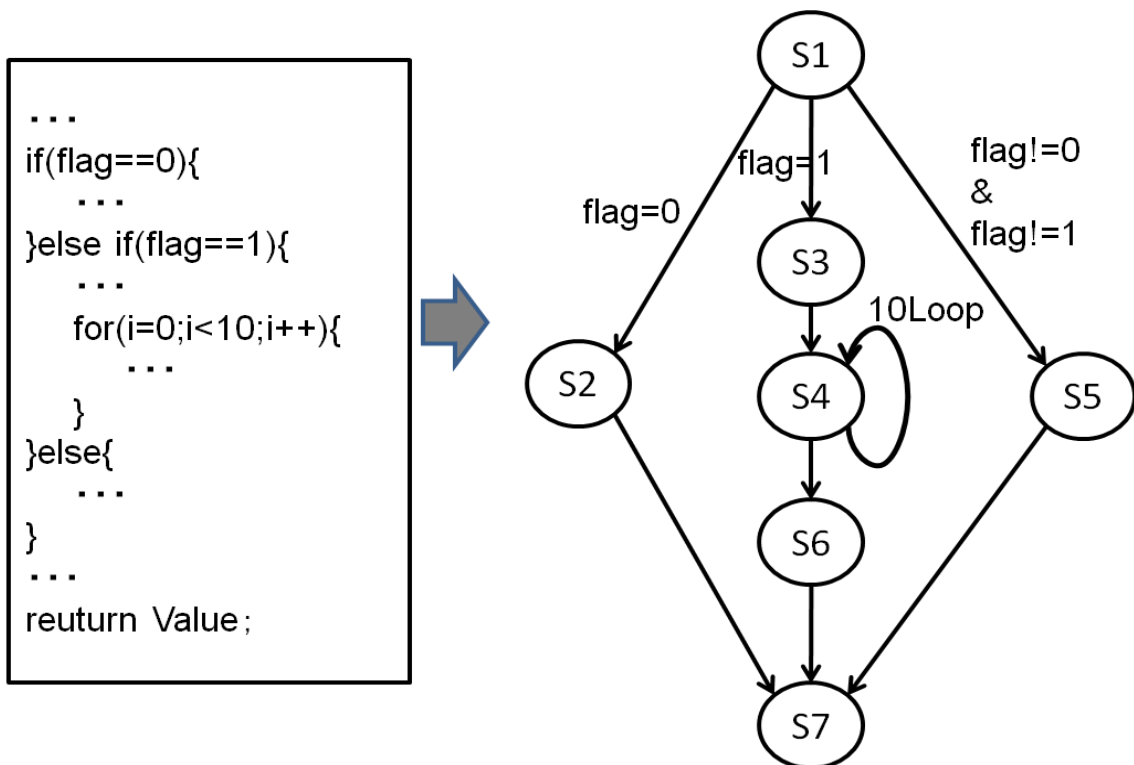 ...
if(flag==0){
...
}else if(flag==1){
...
for(i=0;i<10;i++){
...
}
}else{
...
}
...
reuturn Value;
S1
flag=0
flag=1
flag!=0
&
flag!=1
S3
10Loop
S2
S4
S5
S6
S7